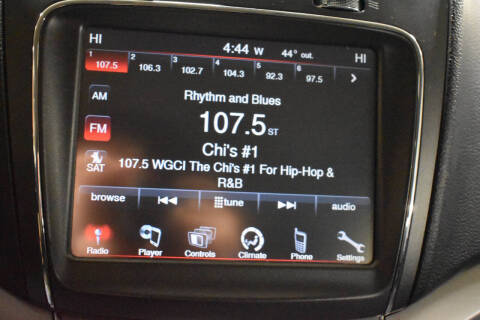 HI 4:44 W 44° out. HI
1 107.5 2 106.3 3 102.7 4 104.3 5 92.3 6 97.5 >
AM
Rhythm and Blues
FM
107.5 ST
SAT
Chi's #1
107.5 WGCI The Chi's #1 For Hip-Hop &
R&B
browse tune audio
Radio Player Controls Climate Phone Settings